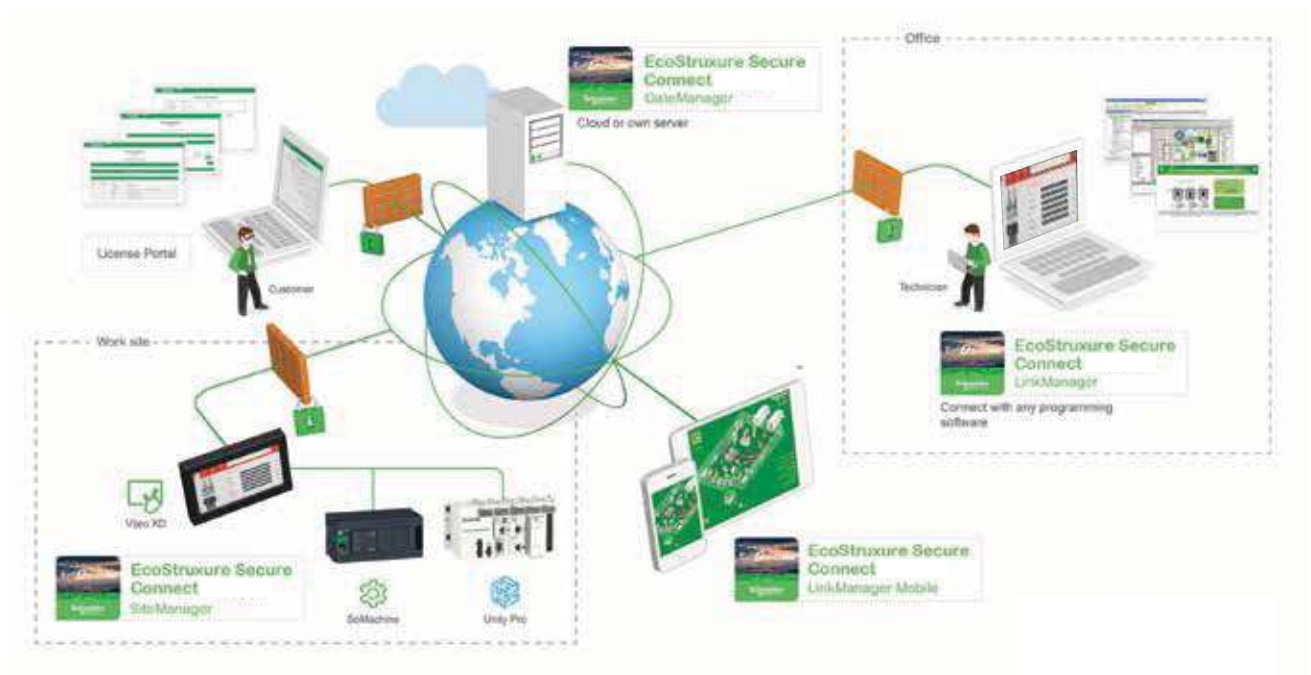 Office
EcoStruxure Secure
Connect
GateManager
Cloud or own server
License Portal
Customer
Technician
Work site
EcoStruxure Secure
Connect
LinkManager
Connect with any programming
software
Vijeo XD
EcoStruxure Secure
Connect
SiteManager
SoMachine
Unity Pro
EcoStruxure Secure
Connect
LinkManager Mobile